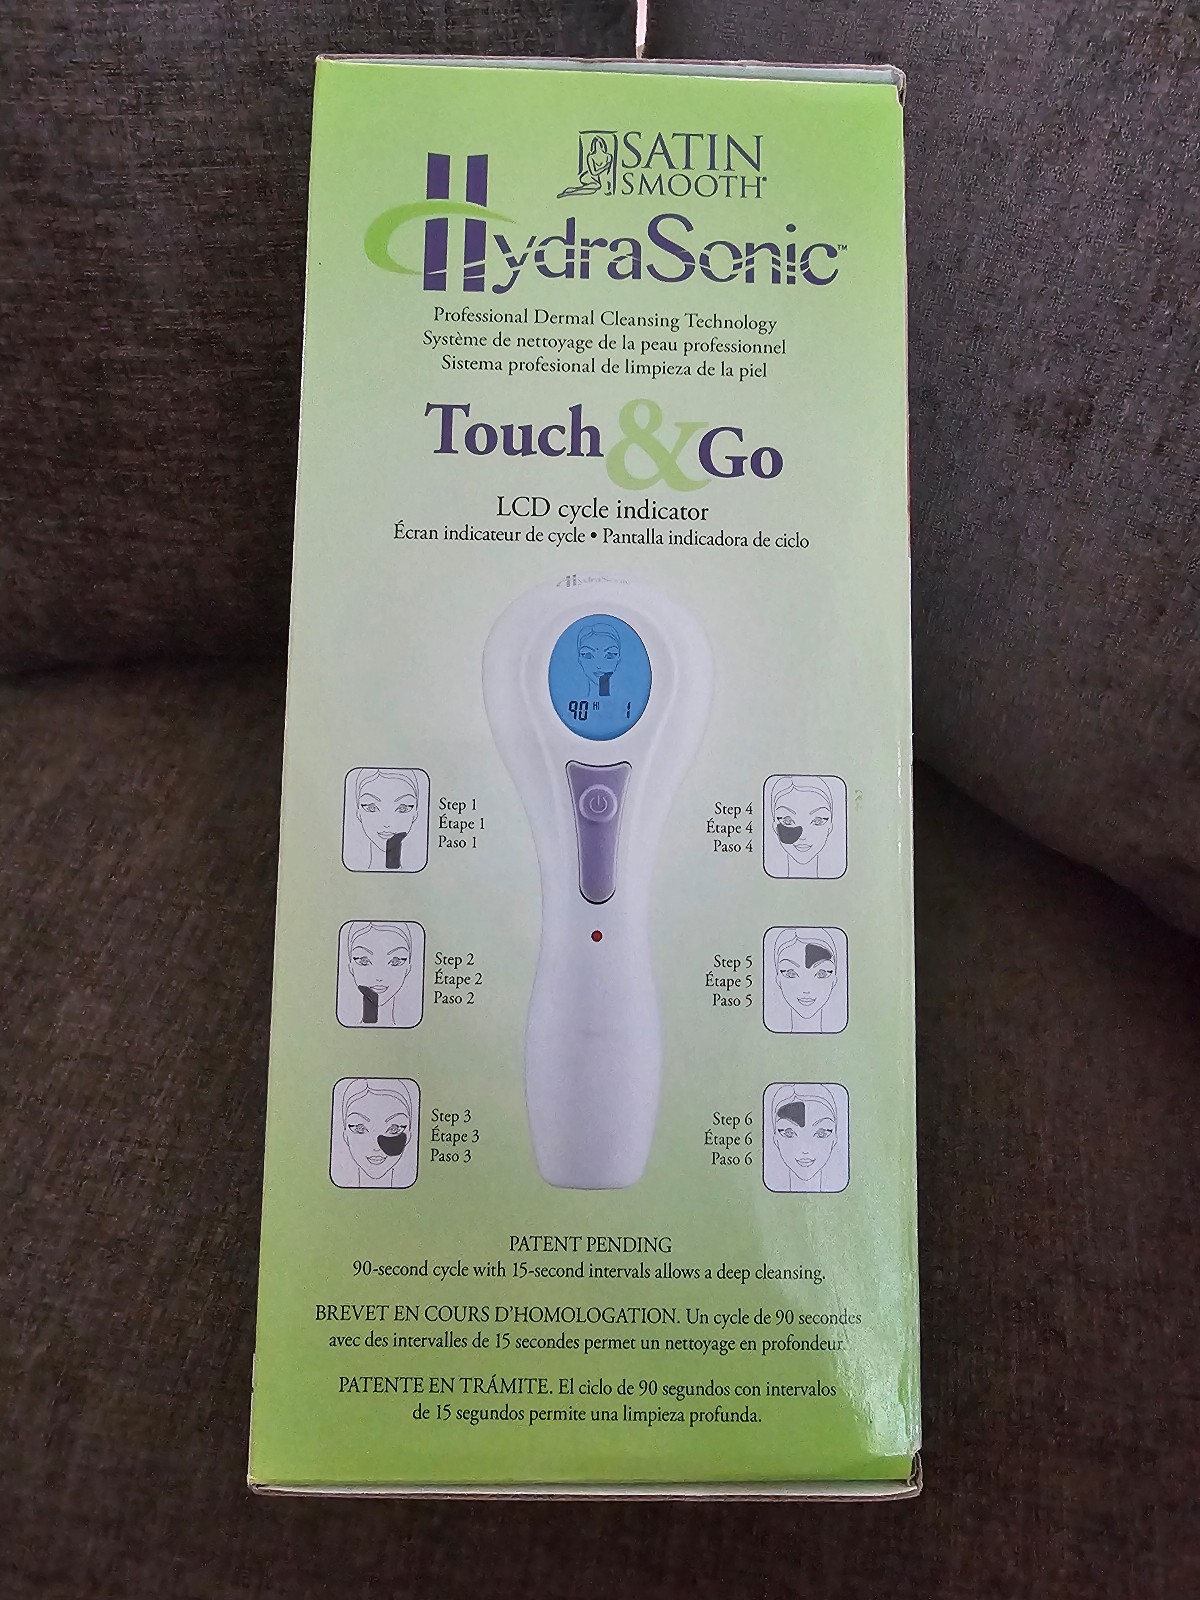 SATIN
SMOOTH®
HydraSonic™
Professional Dermal Cleansing Technology
Système de nettoyage de la peau professionnel
Sistema profesional de limpieza de la piel
Touch & Go
LCD cycle indicator
Écran indicateur de cycle • Pantalla indicadora de ciclo
HydraSonic
90 HI 1
Step 1
Étape 1
Paso 1
Step 2
Étape 2
Paso 2
Step 3
Étape 3
Paso 3
Step 4
Étape 4
Paso 4
Step 5
Étape 5
Paso 5
Step 6
Étape 6
Paso 6
PATENT PENDING
90-second cycle with 15-second intervals allows a deep cleansing.
BREVET EN COURS D'HOMOLOGATION. Un cycle de 90 secondes
avec des intervalles de 15 secondes permet un nettoyage en profondeur.
PATENTE EN TRÁMITE. El ciclo de 90 segundos con intervalos
de 15 segundos permite una limpieza profunda.